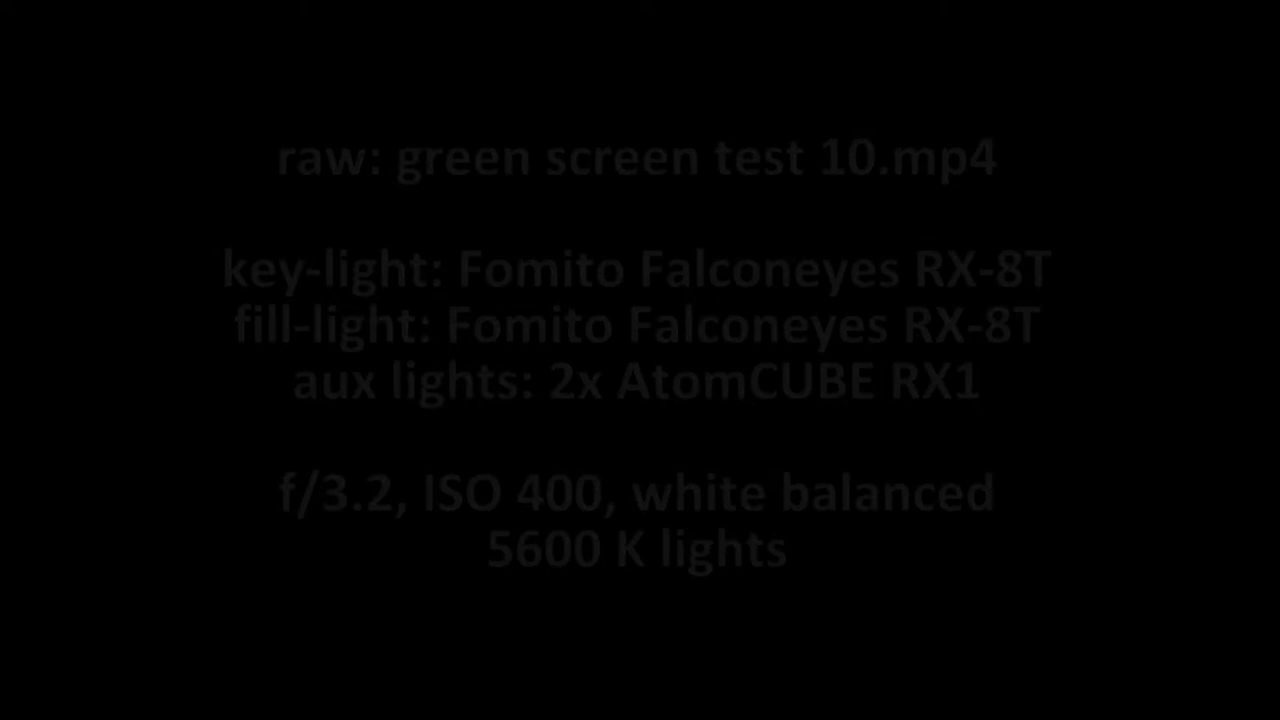 raw: green screen test 10.mp4
key-light: Fomito Falconeyes RX-8T
fill-light: Fomito Falconeyes RX-8T
aux lights: 2x AtomCUBE RX1
f/3.2, ISO 400, white balanced
5600 K lights